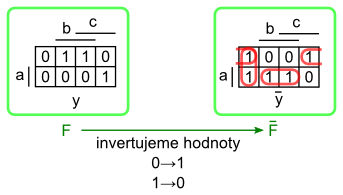 c
b
0 1 1 0
a 0 0 0 1
y
c
b
1 0 0 1
a 1 1 1 0
ȳ
F F̄
invertujeme hodnoty
0→1
1→0